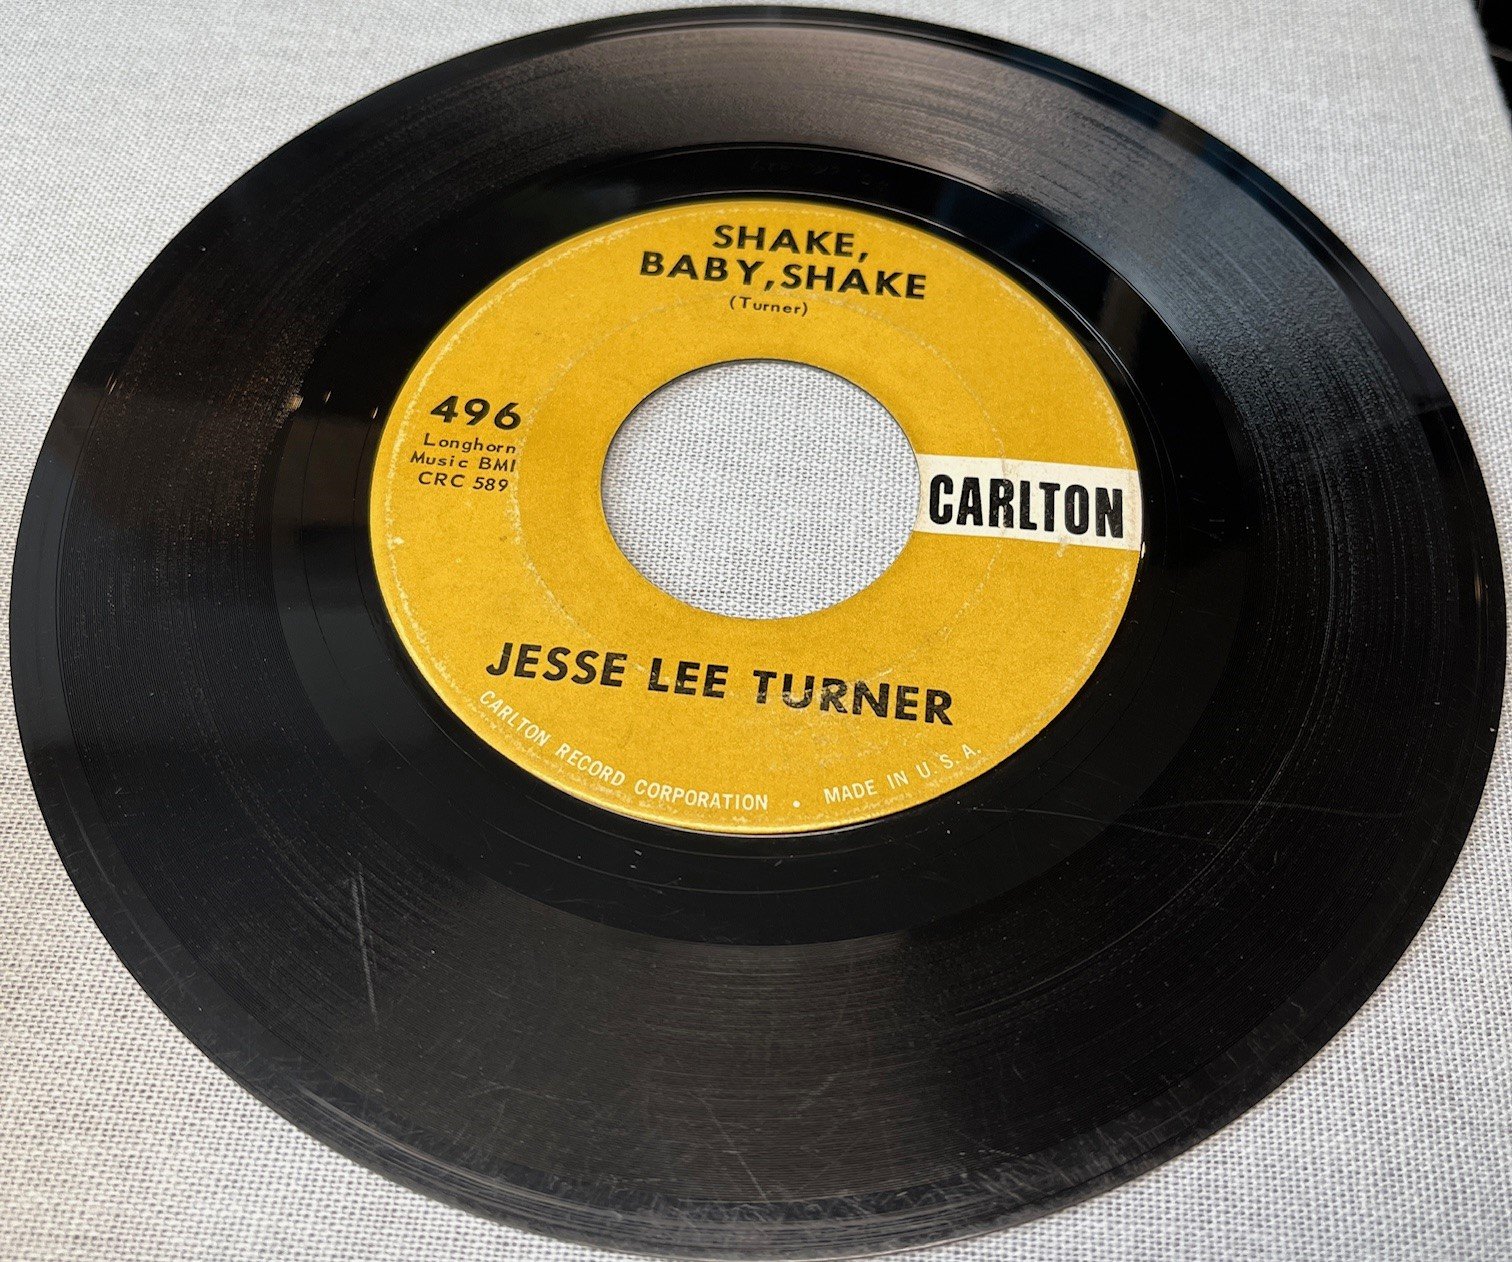 SHAKE,
BABY, SHAKE
(Turner)
496
Longhorn
Music BMI
CRC 589
CARLTON
JESSE LEE TURNER
CARLTON RECORD CORPORATION • MADE IN U.S.A.